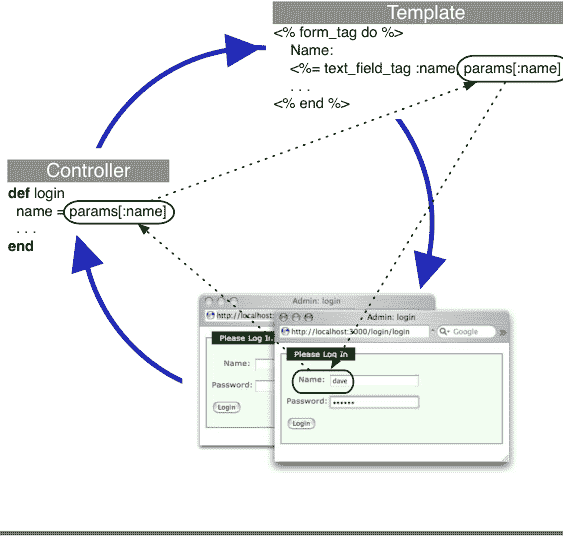 Template
<% form_tag do %>
Name:
<%= text_field_tag :name params[:name]
. . .
<% end %>
Controller
def login
name = params[:name]
. . .
end
Admin: login
http://localhost:
Please Log In
Name:
Password:
Login
Admin: login
http://localhost:3000/login/login
Google
Please Log In
Name: dave
Password: ••••••
Login